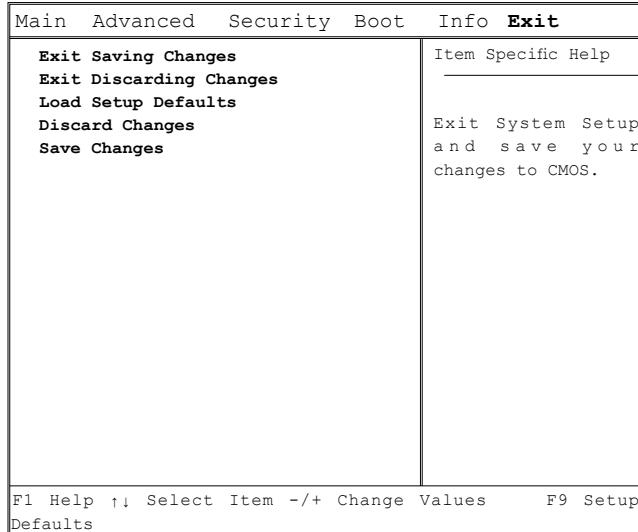 Main Advanced Security Boot Info Exit
Exit Saving Changes
Exit Discarding Changes
Load Setup Defaults
Discard Changes
Save Changes
Item Specific Help
Exit System Setup
and save your
changes to CMOS.
F1 Help ↑↓ Select Item -/+ Change Values F9 Setup
Defaults